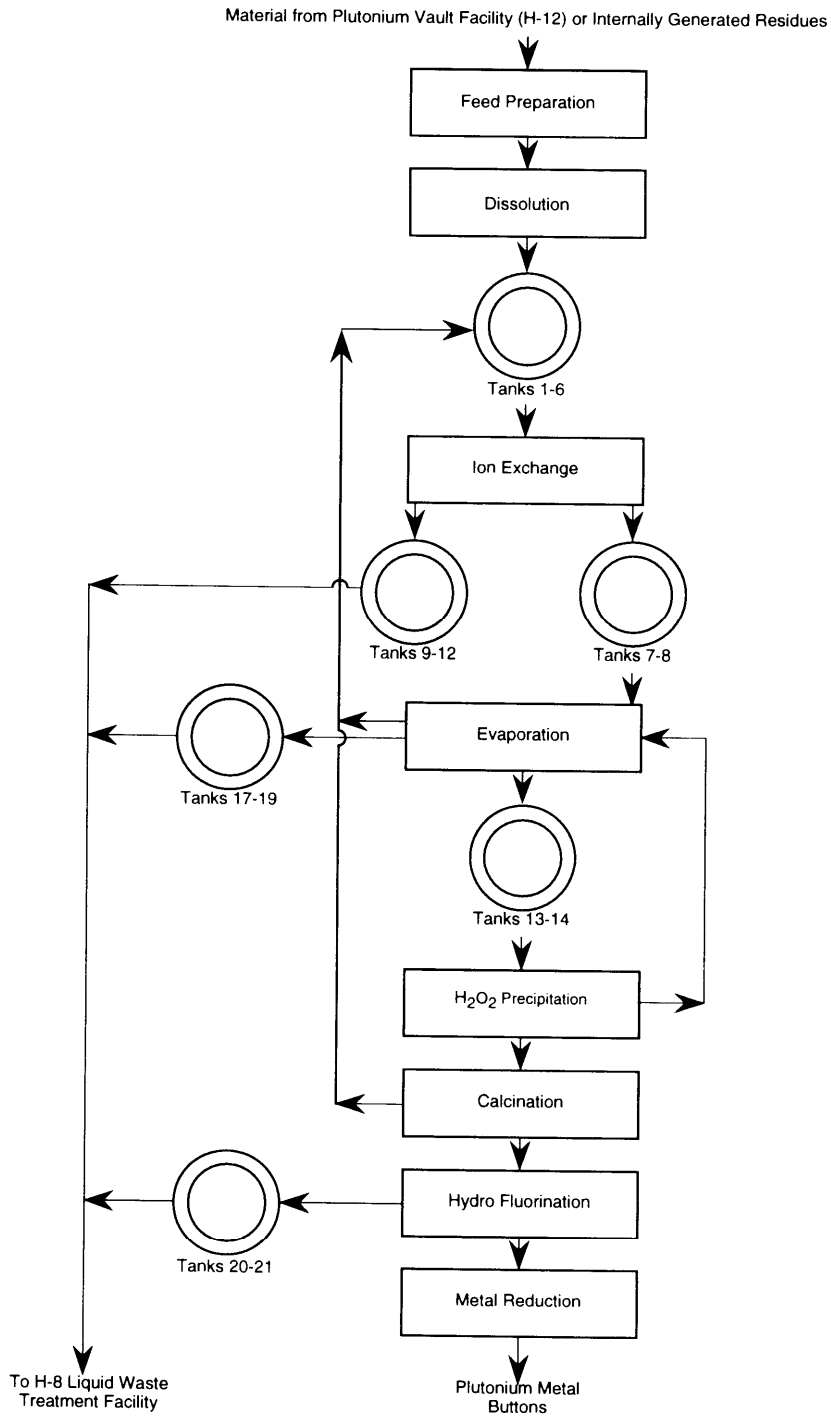 Material from Plutonium Vault Facility (H-12) or Internally Generated Residues
Feed Preparation
Dissolution
Tanks 1-6
Ion Exchange
Tanks 9-12
Tanks 7-8
Evaporation
Tanks 17-19
Tanks 13-14
H₂O₂ Precipitation
Calcination
Hydro Fluorination
Tanks 20-21
Metal Reduction
To H-8 Liquid Waste
Treatment Facility
Plutonium Metal
Buttons